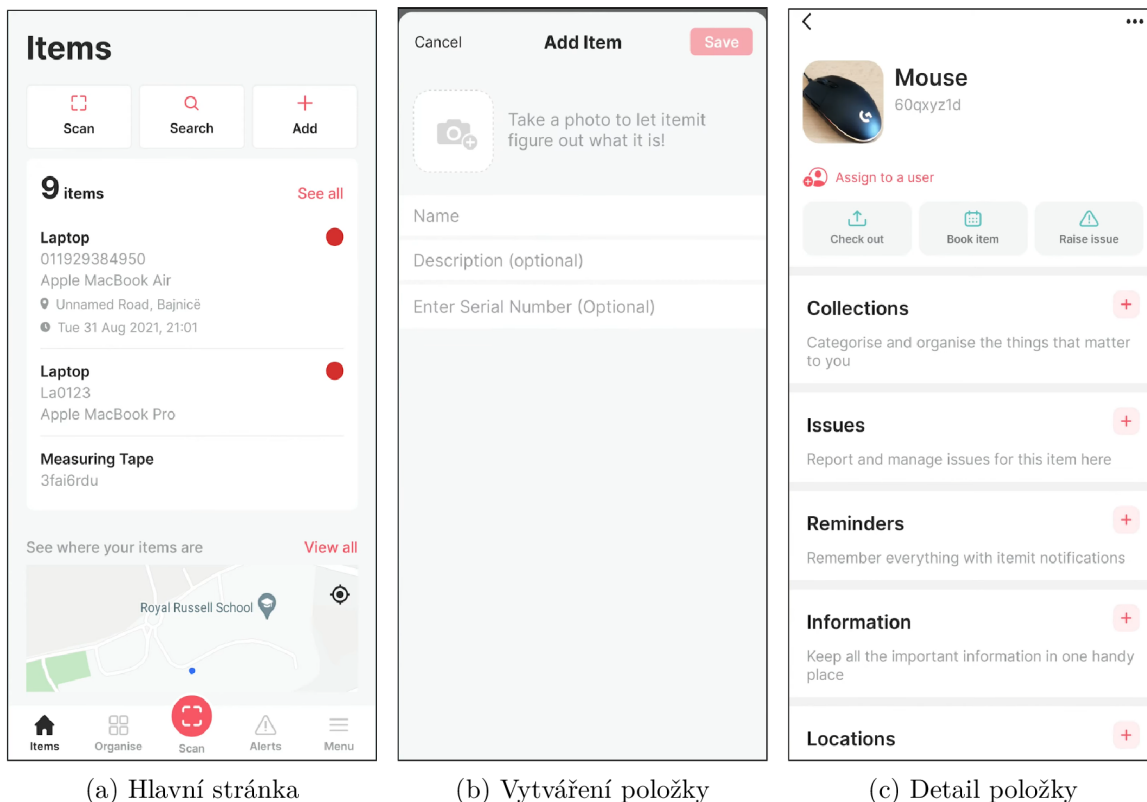 Items
Scan
Search
Add
9 items
See all
Laptop
011929384950
Apple MacBook Air
Unnamed Road, Bajnicë
Tue 31 Aug 2021, 21:01
Laptop
La0123
Apple MacBook Pro
Measuring Tape
3fai6rdu
See where your items are
View all
Royal Russell School
Items
Organise
Scan
Alerts
Menu
(a) Hlavní stránka
Cancel
Add Item
Save
Take a photo to let itemit
figure out what it is!
Name
Description (optional)
Enter Serial Number (Optional)
(b) Vytváření položky
Mouse
60qxyz1d
Assign to a user
Check out
Book item
Raise issue
Collections
Categorise and organise the things that matter
to you
Issues
Report and manage issues for this item here
Reminders
Remember everything with itemit notifications
Information
Keep all the important information in one handy
place
Locations
(c) Detail položky